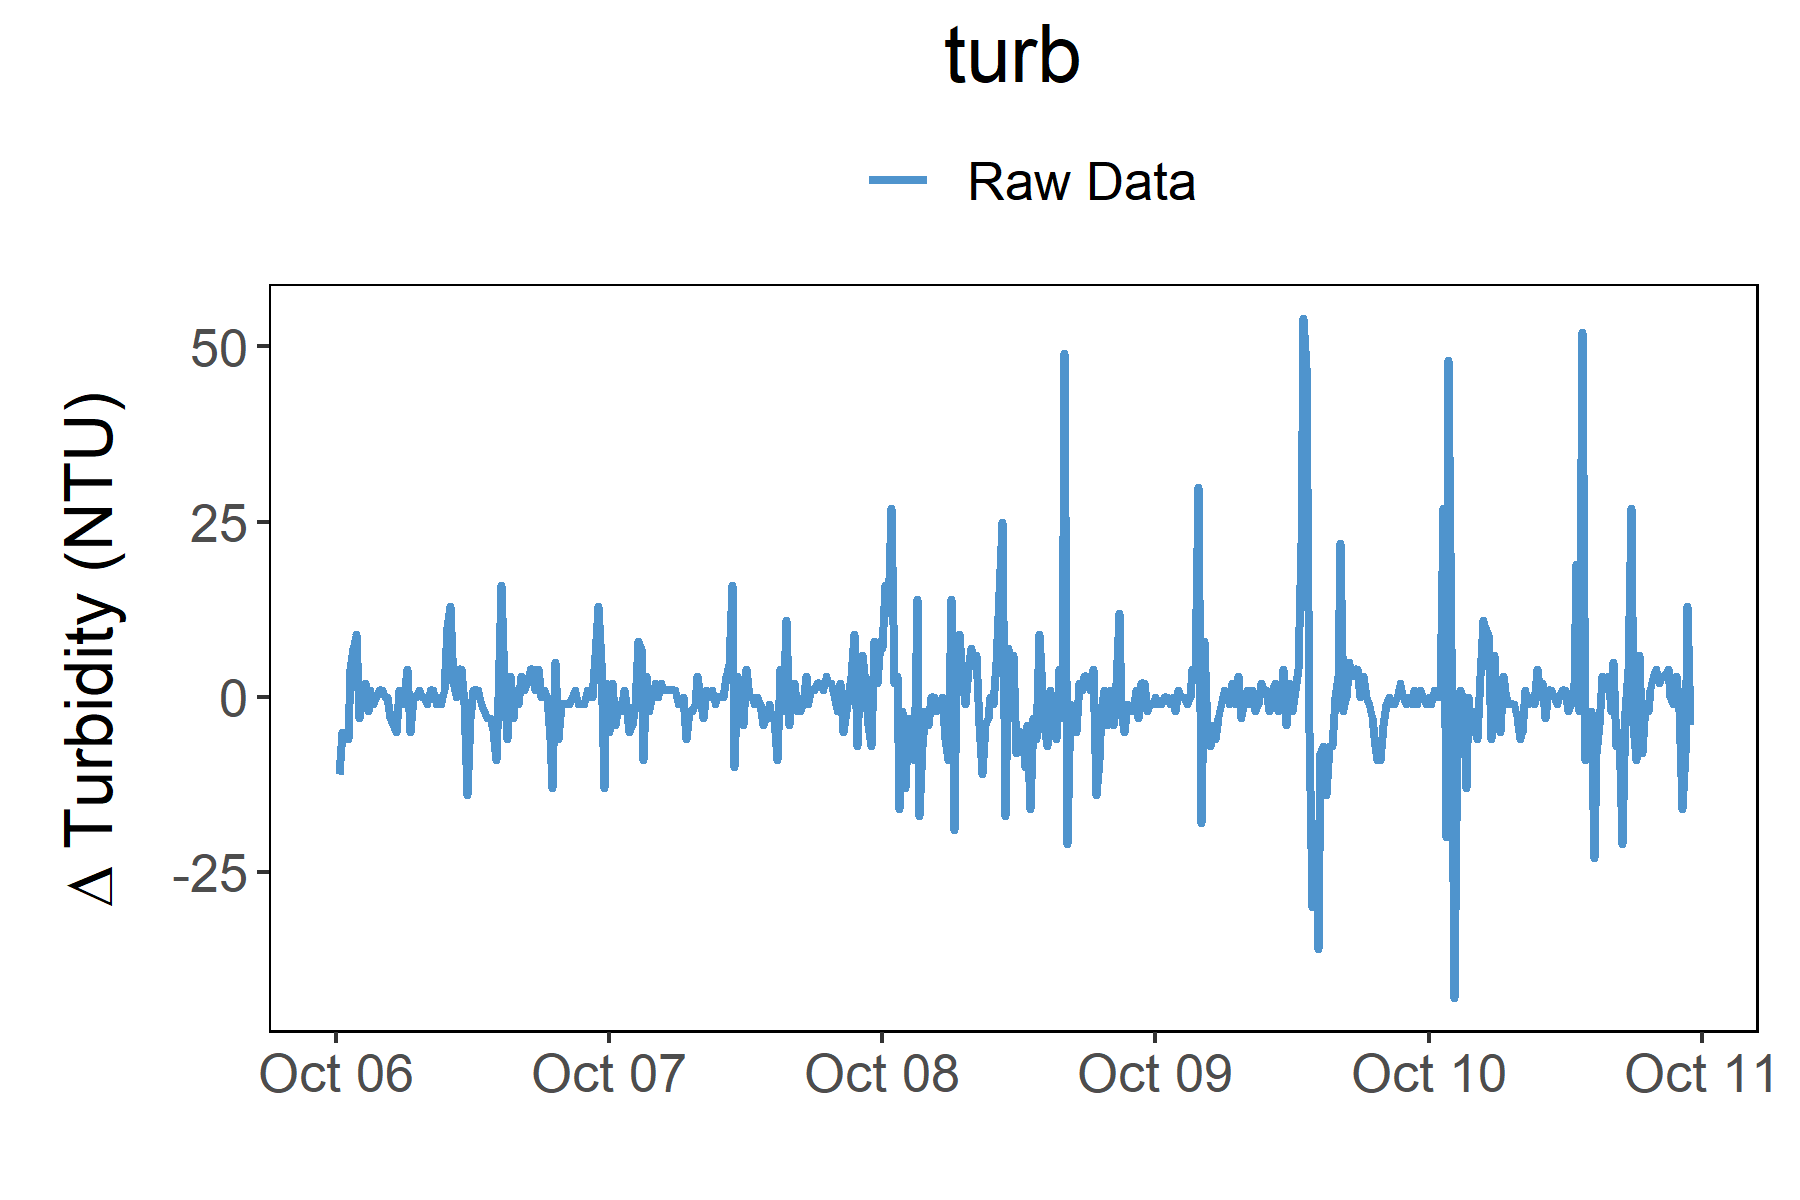 turb
Raw Data
Δ Turbidity (NTU)
50
25
0
-25
Oct 06
Oct 07
Oct 08
Oct 09
Oct 10
Oct 11